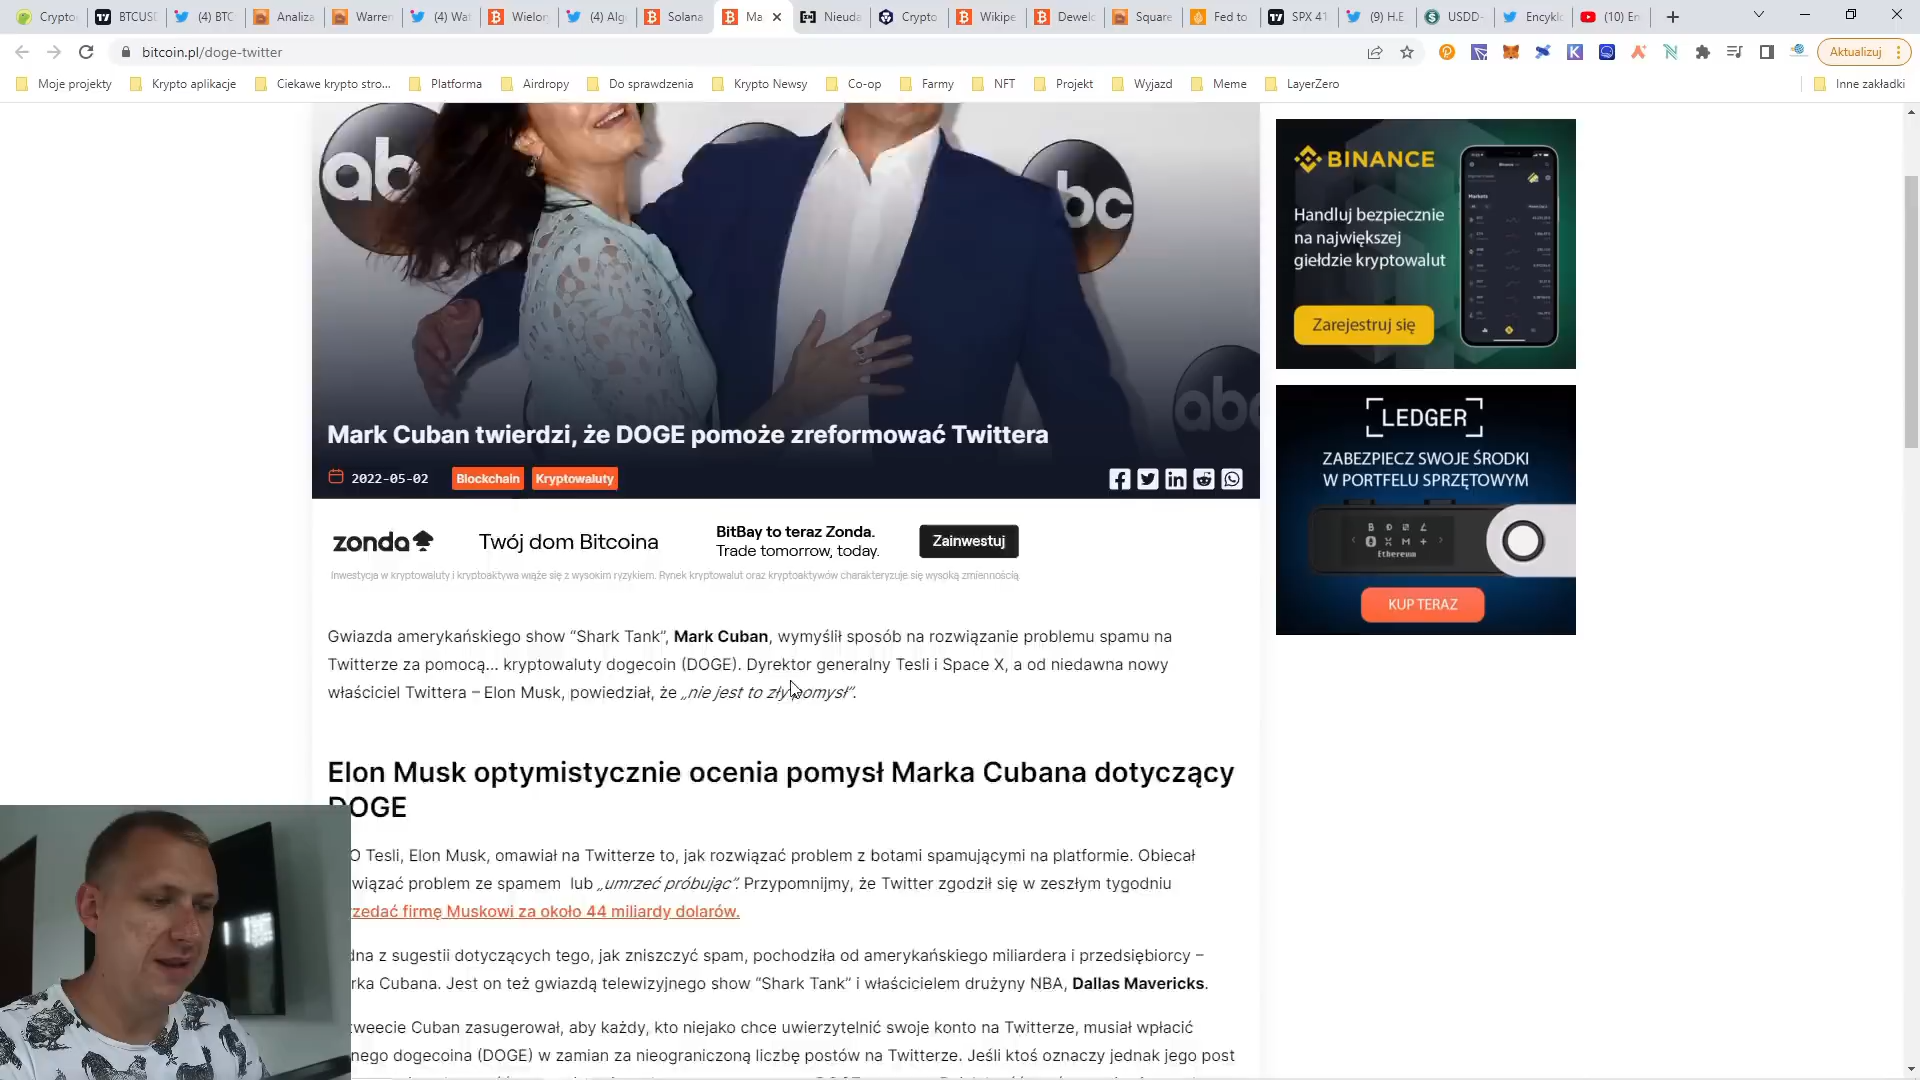 Crypto
BTCUSD
(4) BTC
Analiza
Warren
(4) Wat
Wielor
(4) Alg
Solana
Ma
Nieuda
Crypto
Wikipe
Dewelo
Square
Fed to
SPX 41
(9) H.E
USDD-
Encyklo
(10) En
bitcoin.pl/doge-twitter
Aktualizuj
Moje projekty
Krypto aplikacje
Ciekawe krypto stro...
Platforma
Airdropy
Do sprawdzenia
Krypto Newsy
Co-op
Farmy
NFT
Projekt
Wyjazd
Meme
LayerZero
Inne zakładki
abc
abc
abc
Mark Cuban twierdzi, że DOGE pomoże zreformować Twittera
2022-05-02
Blockchain
Kryptowaluty
zonda
Twój dom Bitcoina
BitBay to teraz Zonda.
Trade tomorrow, today.
Zainwestuj
Inwestycja w kryptowaluty i kryptoaktywa wiąże się z wysokim ryzykiem. Rynek kryptowalut oraz kryptoaktywów charakteryzuje się wysoką zmiennością
Gwiazda amerykańskiego show “Shark Tank”, Mark Cuban, wymyślił sposób na rozwiązanie problemu spamu na
Twitterze za pomocą... kryptowaluty dogecoin (DOGE). Dyrektor generalny Tesli i Space X, a od niedawna nowy
właściciel Twittera – Elon Musk, powiedział, że „nie jest to zły pomysł”.
Elon Musk optymistycznie ocenia pomysł Marka Cubana dotyczący
DOGE
O Tesli, Elon Musk, omawiał na Twitterze to, jak rozwiązać problem z botami spamującymi na platformie. Obiecał
wiązać problem ze spamem lub „umrzeć próbując”. Przypomnijmy, że Twitter zgodził się w zeszłym tygodniu
rzedać firmę Muskowi za około 44 miliardy dolarów.
dna z sugestii dotyczących tego, jak zniszczyć spam, pochodziła od amerykańskiego miliardera i przedsiębiorcy –
rka Cubana. Jest on też gwiazdą telewizyjnego show “Shark Tank” i właścicielem drużyny NBA, Dallas Mavericks.
tweecie Cuban zasugerował, aby każdy, kto niejako chce uwierzytelnić swoje konto na Twitterze, musiał wpłacić
nego dogecoina (DOGE) w zamian za nieograniczoną liczbę postów na Twitterze. Jeśli ktoś oznaczy jednak jego post
BINANCE
Handluj bezpiecznie
na największej
giełdzie kryptowalut
Zarejestruj się
Markets
LEDGER
ZABEZPIECZ SWOJE ŚRODKI
W PORTFELU SPRZĘTOWYM
Ethereum
KUP TERAZ